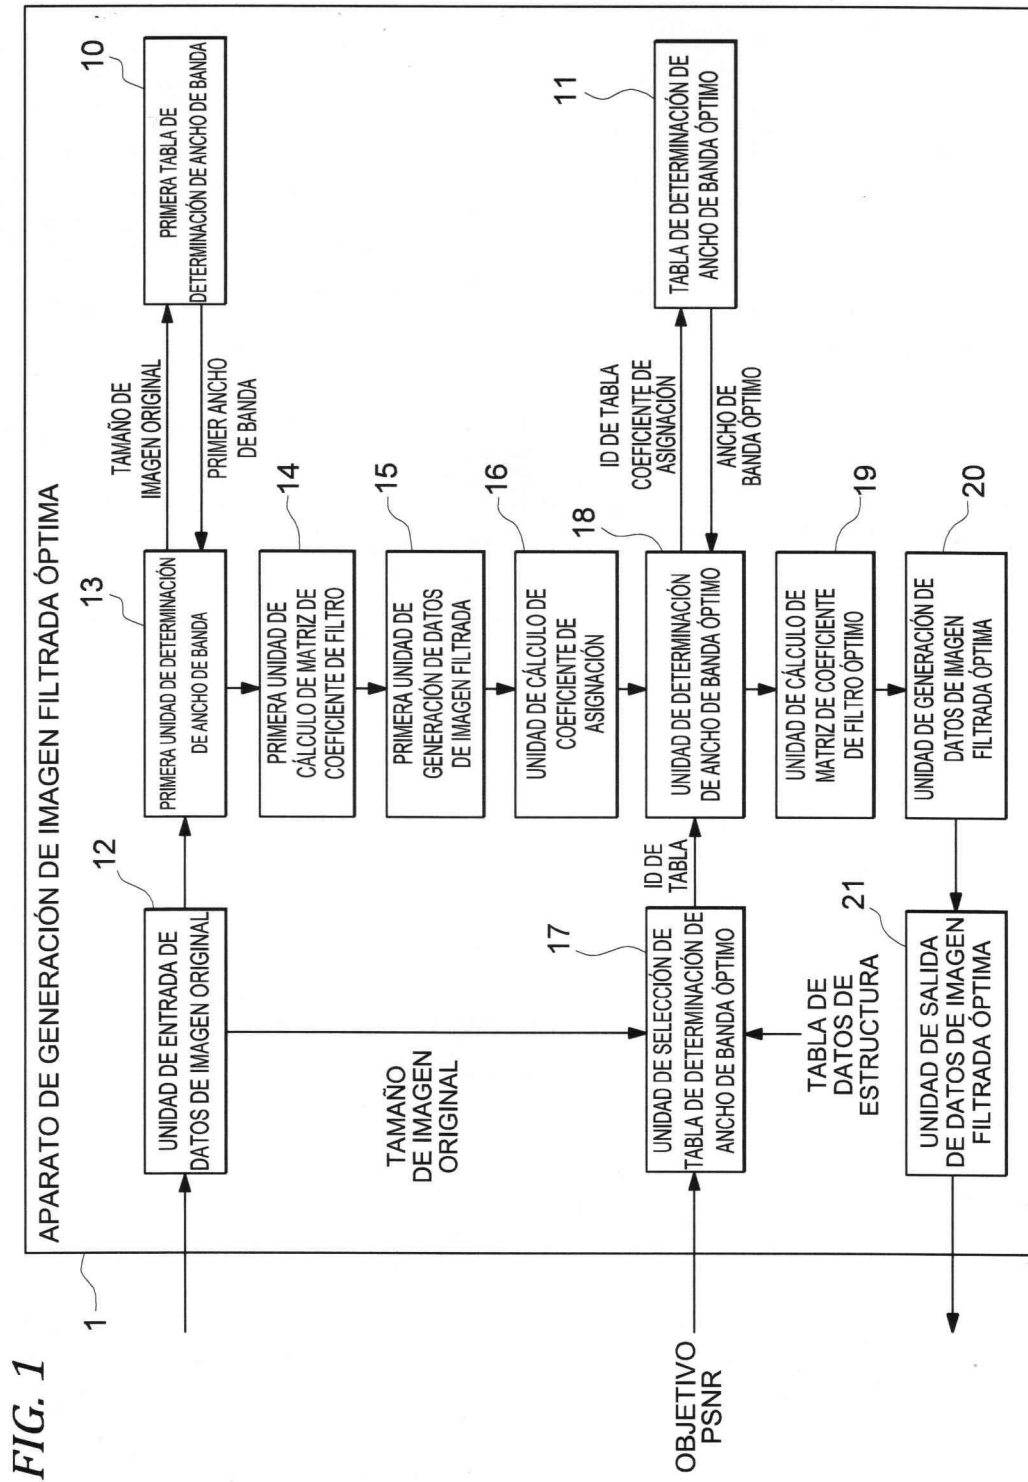 FIG. 1
1
APARATO DE GENERACIÓN DE IMAGEN FILTRADA ÓPTIMA
12
UNIDAD DE ENTRADA DE
DATOS DE IMAGEN ORIGINAL
13
PRIMERA UNIDAD DE DETERMINACIÓN
DE ANCHO DE BANDA
TAMAÑO DE
IMAGEN ORIGINAL
PRIMER ANCHO
DE BANDA
10
PRIMERA TABLA DE
DETERMINACIÓN DE ANCHO DE BANDA
14
PRIMERA UNIDAD DE
CÁLCULO DE MATRIZ DE
COEFICIENTE DE FILTRO
15
PRIMERA UNIDAD DE
GENERACIÓN DE DATOS
DE IMAGEN FILTRADA
16
UNIDAD DE CÁLCULO DE
COEFICIENTE DE
ASIGNACIÓN
TAMAÑO
DE IMAGEN
ORIGINAL
OBJETIVO
PSNR
17
UNIDAD DE SELECCIÓN DE
TABLA DE DETERMINACIÓN DE
ANCHO DE BANDA ÓPTIMO
ID DE
TABLA
18
UNIDAD DE DETERMINACIÓN
DE ANCHO DE BANDA ÓPTIMO
ID DE TABLA
COEFICIENTE DE
ASIGNACIÓN
ANCHO DE
BANDA ÓPTIMO
11
TABLA DE DETERMINACIÓN DE
ANCHO DE BANDA ÓPTIMO
TABLA DE
DATOS DE
ESTRUCTURA
19
UNIDAD DE CÁLCULO DE
MATRIZ DE COEFICIENTE
DE FILTRO ÓPTIMO
20
UNIDAD DE GENERACIÓN DE
DATOS DE IMAGEN
FILTRADA ÓPTIMA
21
UNIDAD DE SALIDA
DE DATOS DE IMAGEN
FILTRADA ÓPTIMA